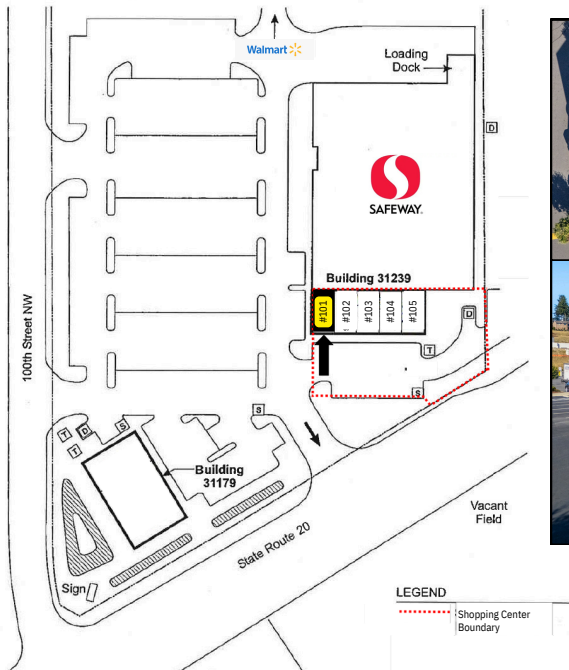 Walmart
Loading
Dock
D
SAFEWAY.
Building 31239
#101
#102
#103
#104
#105
D
T
100th Street NW
S
S
T
D
S
T
Building
31179
Vacant
Field
State Route 20
Sign
LEGEND
Shopping Center
Boundary